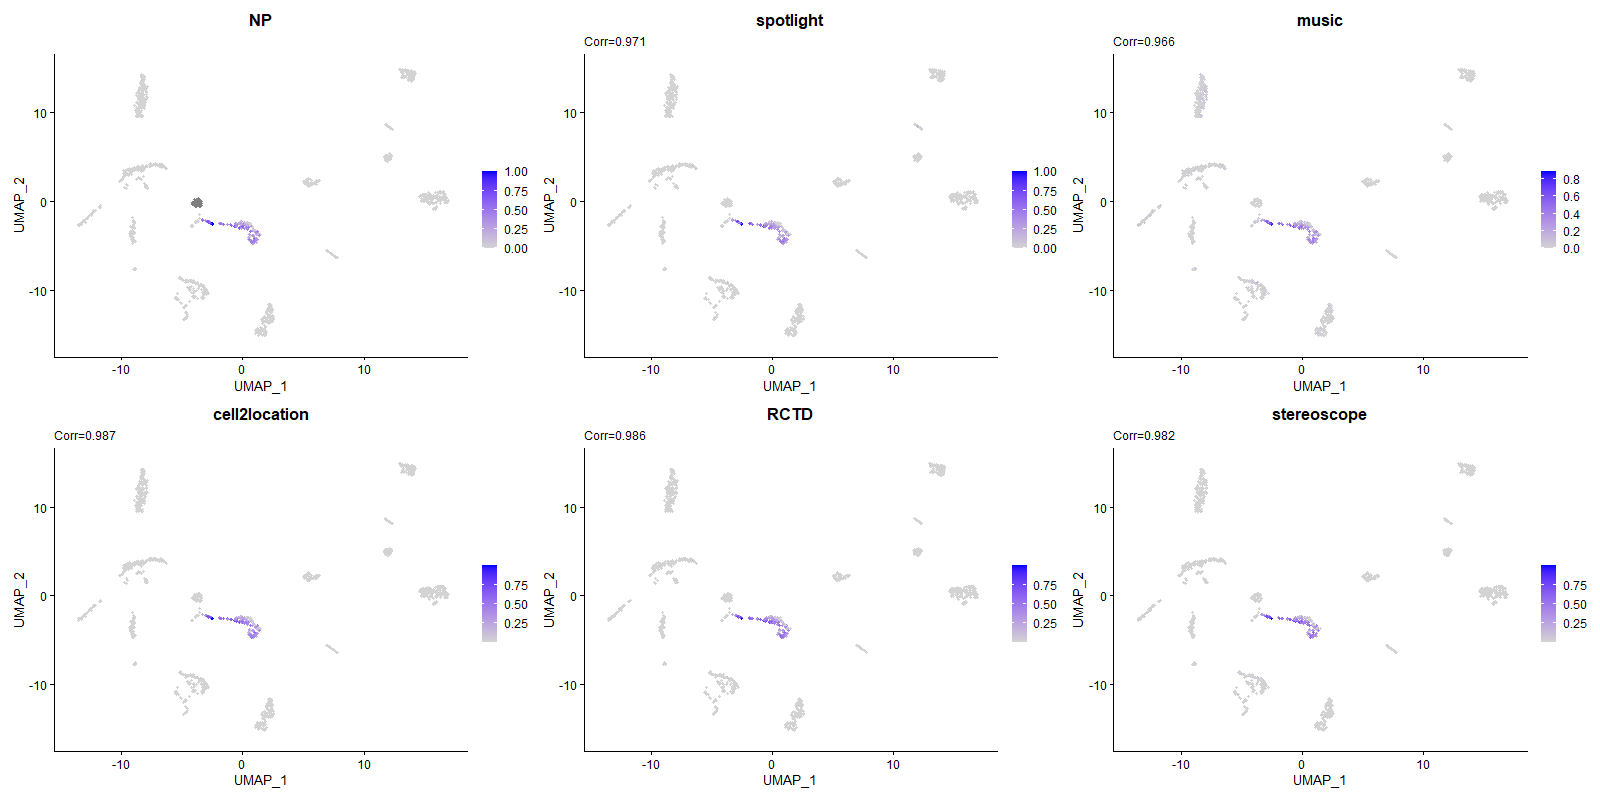 NP
10
0
-10
-10
0
10
UMAP_1
UMAP_2
1.00
0.75
0.50
0.25
0.00
spotlight
Corr=0.971
10
0
-10
-10
0
10
UMAP_1
UMAP_2
1.00
0.75
0.50
0.25
0.00
music
Corr=0.966
10
0
-10
-10
0
10
UMAP_1
UMAP_2
0.8
0.6
0.4
0.2
0.0
cell2location
Corr=0.987
10
0
-10
-10
0
10
UMAP_1
UMAP_2
0.75
0.50
0.25
RCTD
Corr=0.986
10
0
-10
-10
0
10
UMAP_1
UMAP_2
0.75
0.50
0.25
stereoscope
Corr=0.982
10
0
-10
-10
0
10
UMAP_1
UMAP_2
0.75
0.50
0.25